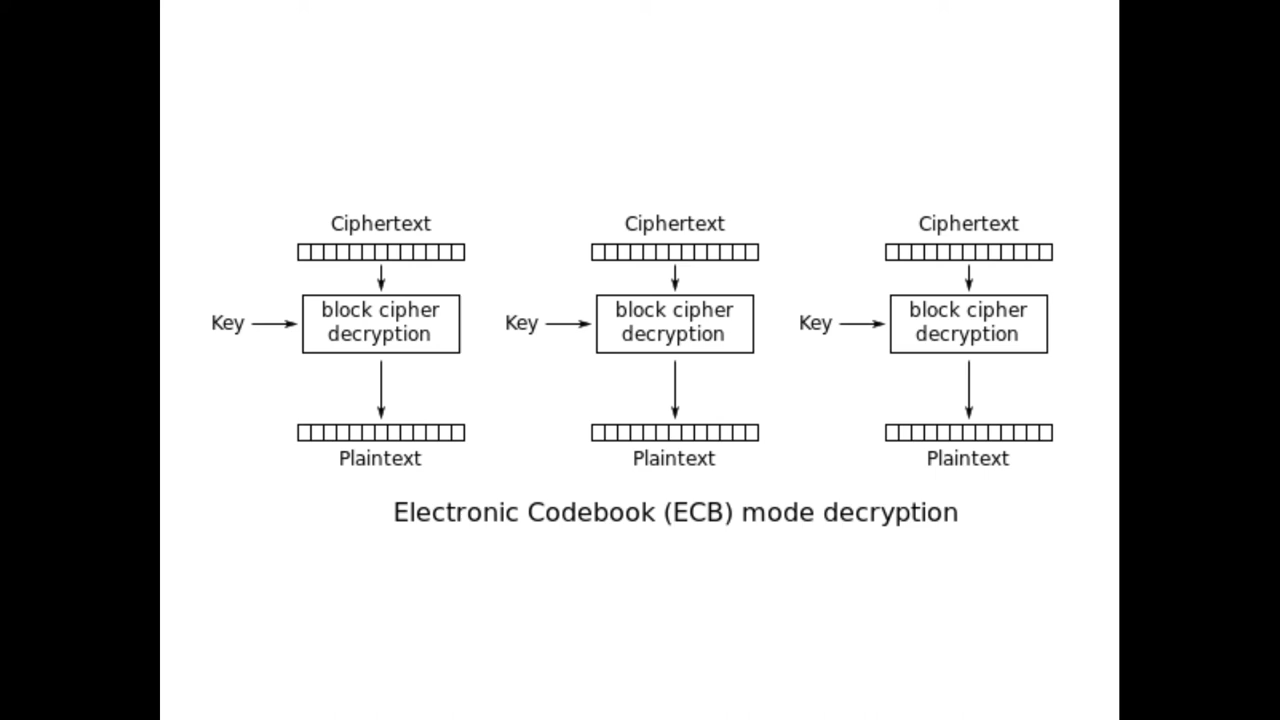 Ciphertext
Ciphertext
Ciphertext
Key
block cipher
decryption
Key
block cipher
decryption
Key
block cipher
decryption
Plaintext
Plaintext
Plaintext
Electronic Codebook (ECB) mode decryption